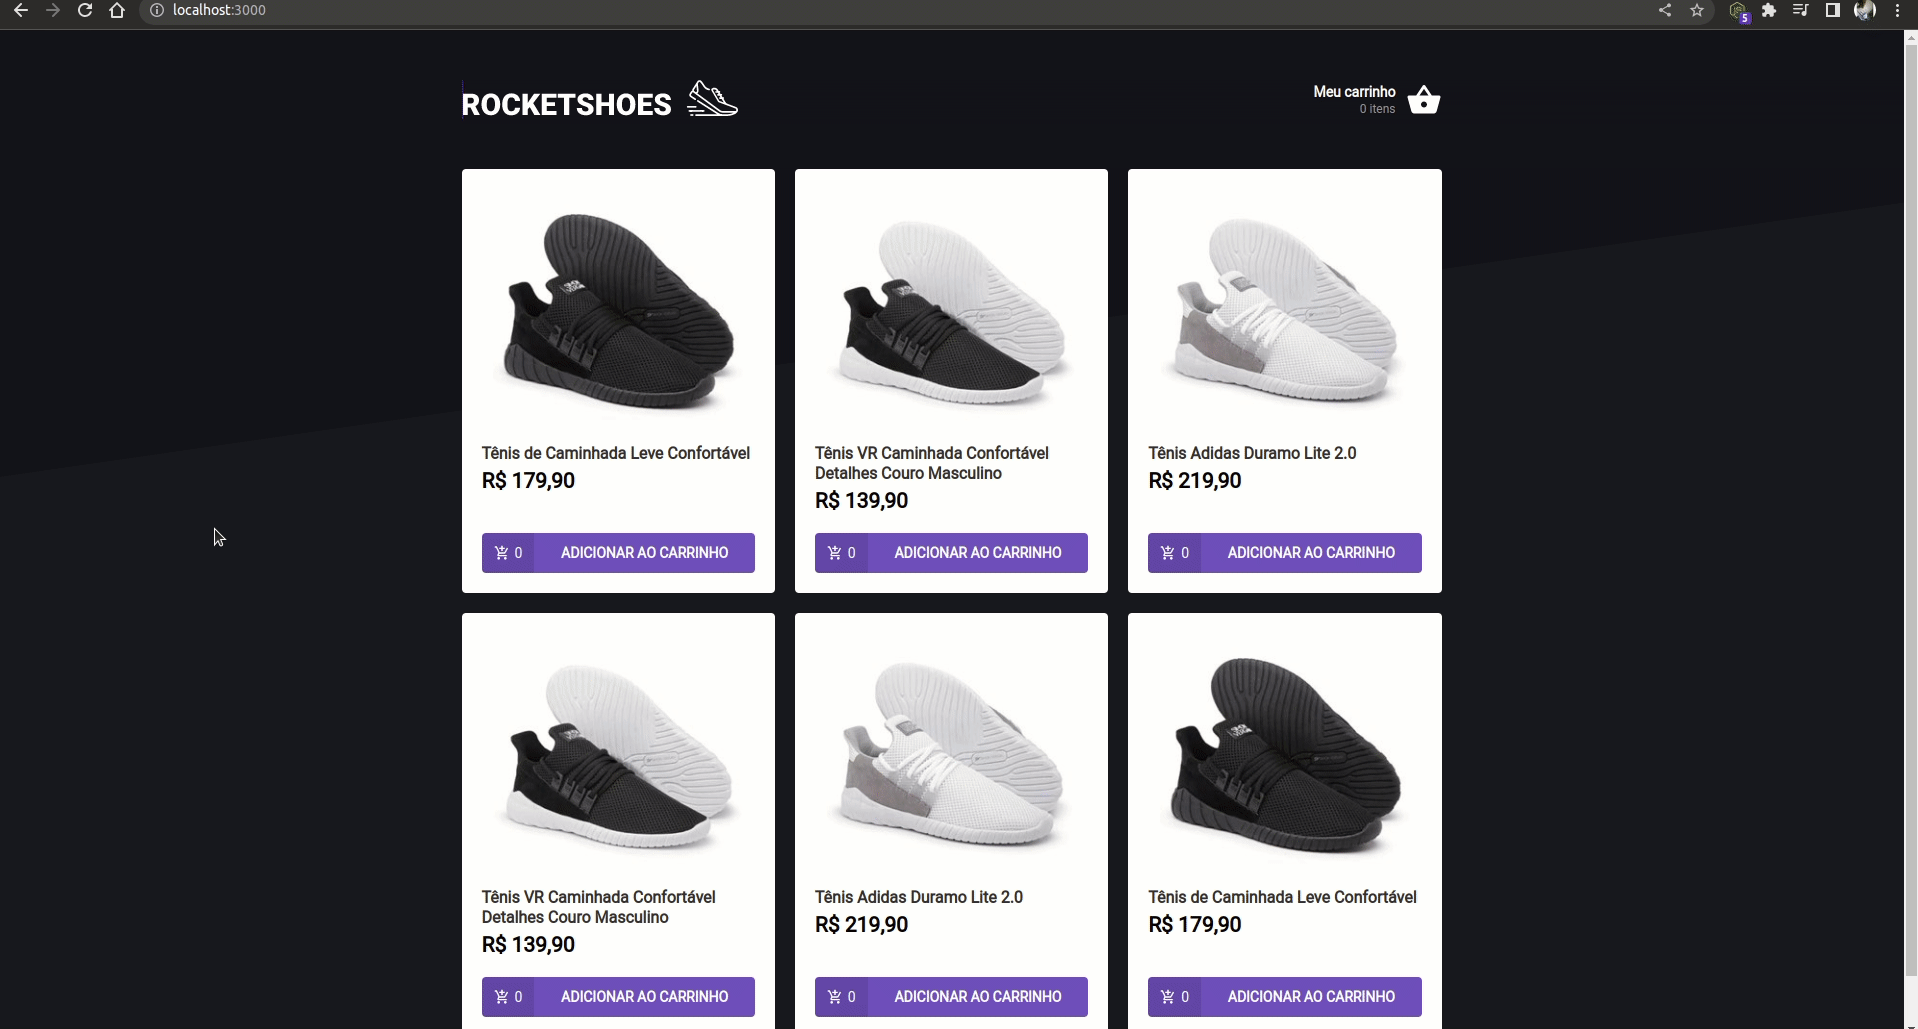 localhost:3000
5
ROCKETSHOES
Meu carrinho
0 itens
Tênis de Caminhada Leve Confortável
R$ 179,90
0 ADICIONAR AO CARRINHO
Tênis VR Caminhada Confortável
Detalhes Couro Masculino
R$ 139,90
0 ADICIONAR AO CARRINHO
Tênis Adidas Duramo Lite 2.0
R$ 219,90
0 ADICIONAR AO CARRINHO
Tênis VR Caminhada Confortável
Detalhes Couro Masculino
R$ 139,90
0 ADICIONAR AO CARRINHO
Tênis Adidas Duramo Lite 2.0
R$ 219,90
0 ADICIONAR AO CARRINHO
Tênis de Caminhada Leve Confortável
R$ 179,90
0 ADICIONAR AO CARRINHO